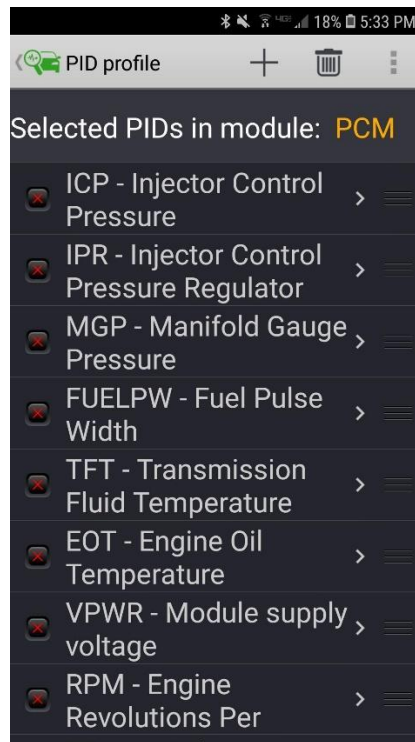 18% 5:33 PM
PID profile
Selected PIDs in module: PCM
ICP - Injector Control
Pressure
IPR - Injector Control
Pressure Regulator
MGP - Manifold Gauge
Pressure
FUELPW - Fuel Pulse
Width
TFT - Transmission
Fluid Temperature
EOT - Engine Oil
Temperature
VPWR - Module supply
voltage
RPM - Engine
Revolutions Per